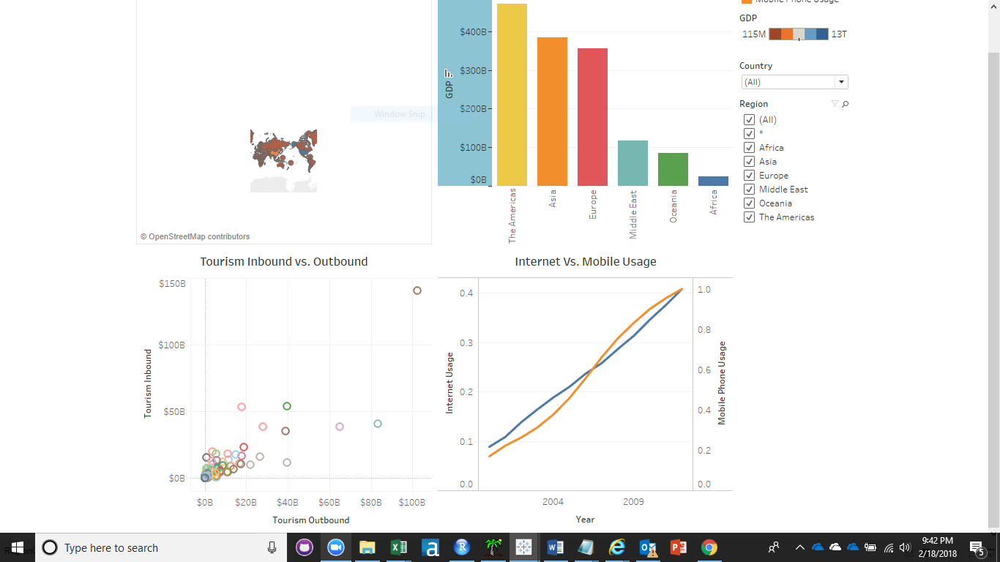 Mobile Phone Usage
GDP
115M 13T
Country
(All)
Region
(All)
*
Africa
Asia
Europe
Middle East
Oceania
The Americas
Window Snip
© OpenStreetMap contributors
GDP
$400B
$300B
$200B
$100B
$0B
The Americas
Asia
Europe
Middle East
Oceania
Africa
Tourism Inbound vs. Outbound
Tourism Inbound
$150B
$100B
$50B
$0B
$0B $20B $40B $60B $80B $100B
Tourism Outbound
Internet Vs. Mobile Usage
Internet Usage
0.4
0.3
0.2
0.1
0.0
1.0
0.8
0.6
0.4
0.2
0.0
Mobile Phone Usage
2004 2009
Year
Type here to search
9:42 PM
2/18/2018
5